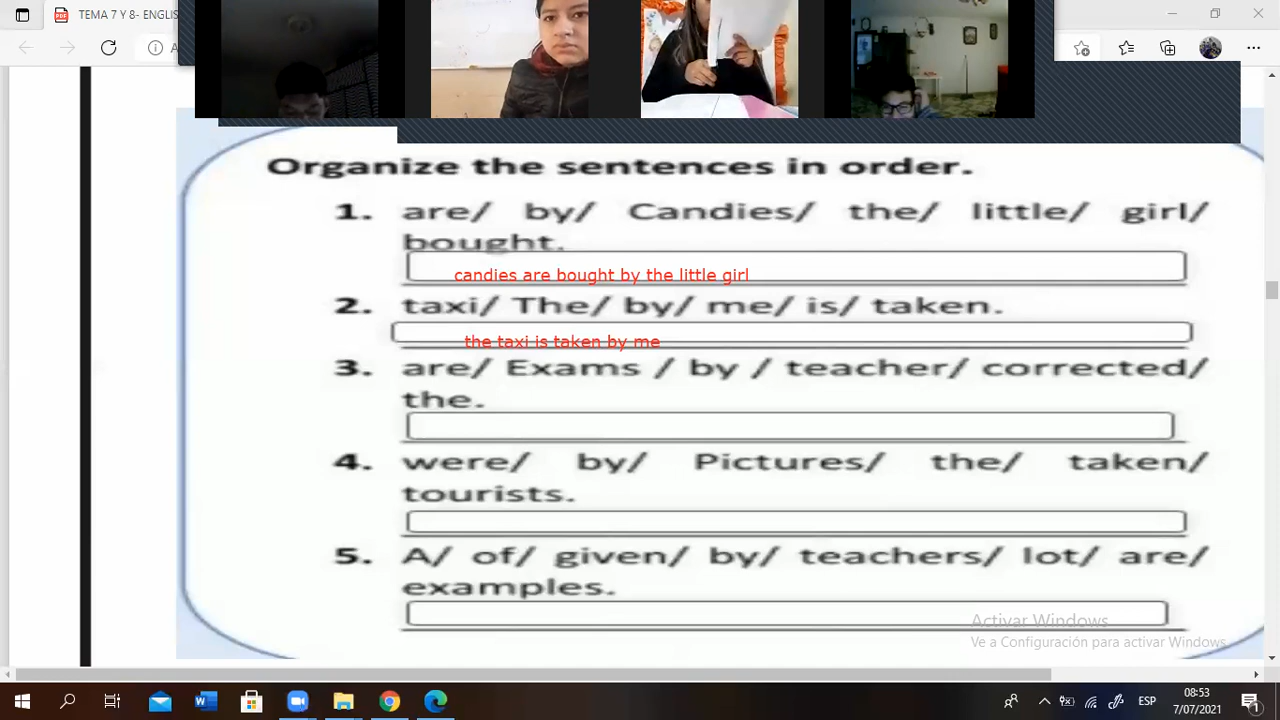 TEMA 7 Y 8- ENGLIS
Organize the sentences in order.
1. are/ by/ Candies/ the/ little/ girl/
bought.
candies are bought by the little girl
2. taxi/ The/ by/ me/ is/ taken.
the taxi is taken by me
3. are/ Exams / by / teacher/ corrected/
the.
4. were/ by/ Pictures/ the/ taken/
tourists.
5. A/ of/ given/ by/ teachers/ lot/ are/
examples.
Activar Windows
Ve a Configuración para activar Windows
ESP
08:53
7/07/2021